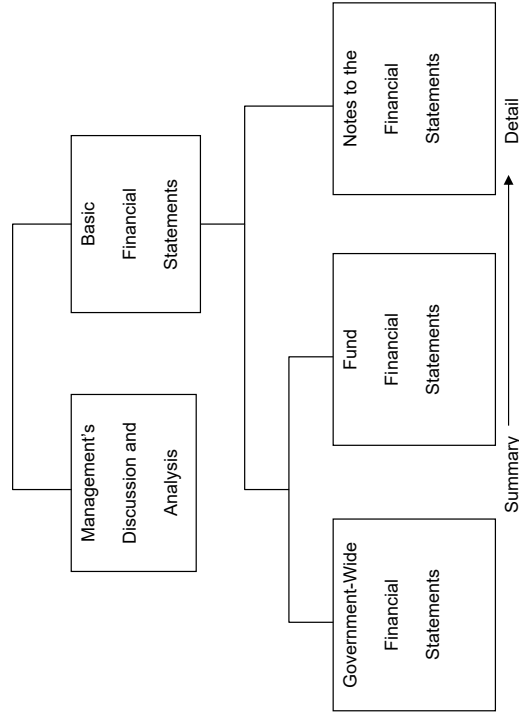 Management's
Discussion and
Analysis
Basic
Financial
Statements
Government-Wide
Financial
Statements
Fund
Financial
Statements
Notes to the
Financial
Statements
Summary
Detail